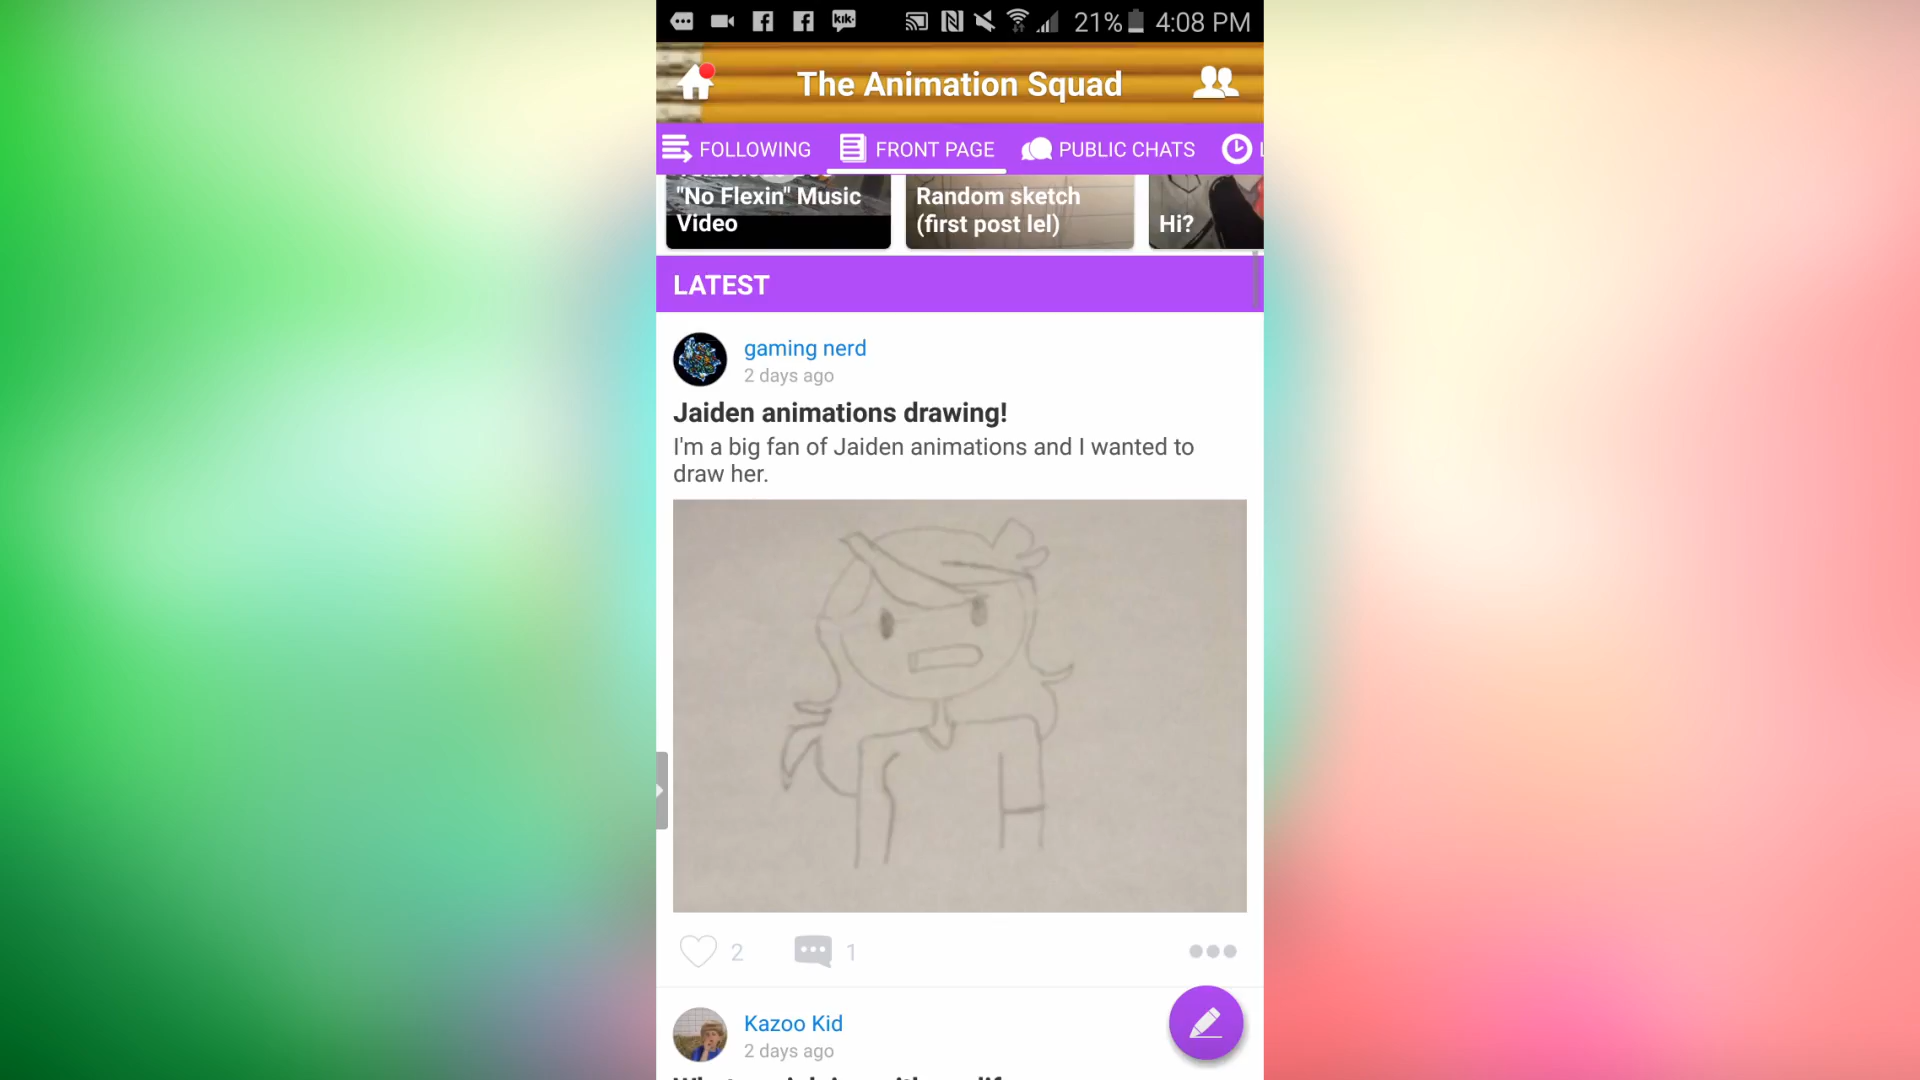 kik
21% 4:08 PM
The Animation Squad
FOLLOWING FRONT PAGE PUBLIC CHATS
"No Flexin" Music
Video
Random sketch
(first post lel)
Hi?
LATEST
gaming nerd
2 days ago
Jaiden animations drawing!
I'm a big fan of Jaiden animations and I wanted to
draw her.
2 1
Kazoo Kid
2 days ago